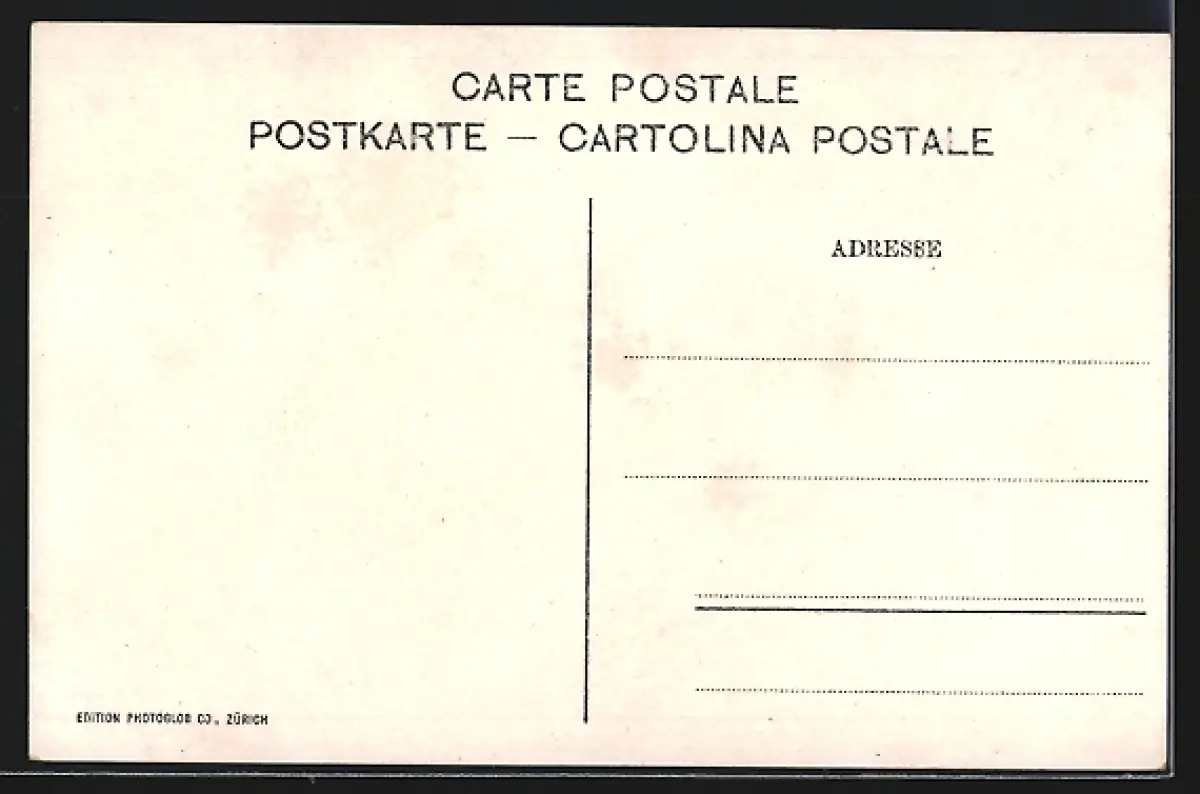 CARTE POSTALE
POSTKARTE — CARTOLINA POSTALE
ADRESSE
EDITION PHOTOGLOB CO., ZÜRICH